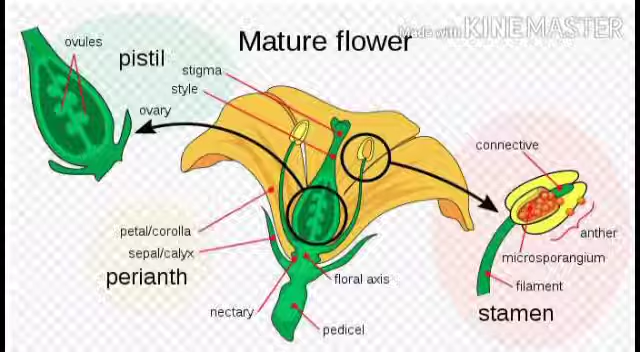 Mature flower
Made with KINEMASTER
ovules
pistil
stigma
style
ovary
connective
petal/corolla
sepal/calyx
perianth
nectary
floral axis
pedicel
anther
microsporangium
filament
stamen